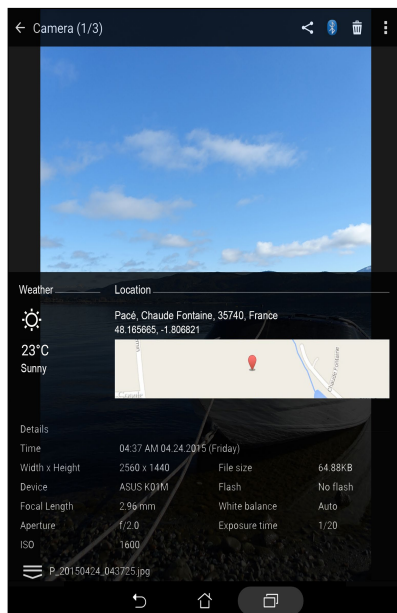 Camera (1/3)
Weather
Location
Pacé, Chaude Fontaine, 35740, France
48.165665, -1.806821
23°C
Sunny
Google
Chaude Fontaine
Details
Time 04:37 AM 04.24.2015 (Friday)
Width x Height 2560 x 1440 File size 64.88KB
Device ASUS K01M Flash No flash
Focal Length 2.96 mm White balance Auto
Aperture f/2.0 Exposure time 1/20
ISO 1600
P_20150424_043725.jpg